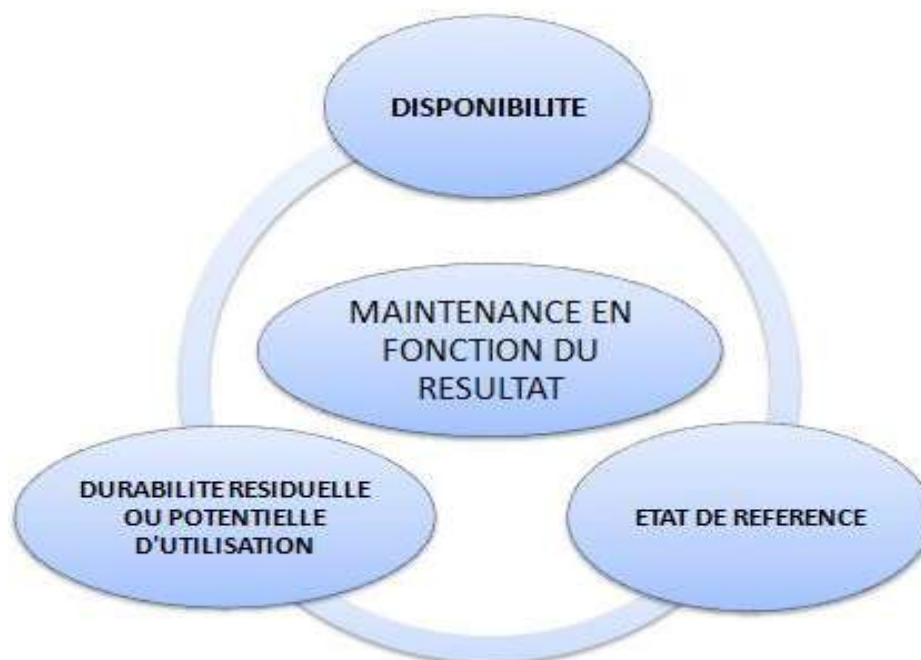 DISPONIBILITE
MAINTENANCE EN
FONCTION DU
RESULTAT
DURABILITE RESIDUELLE
OU POTENTIELLE
D'UTILISATION
ETAT DE REFERENCE